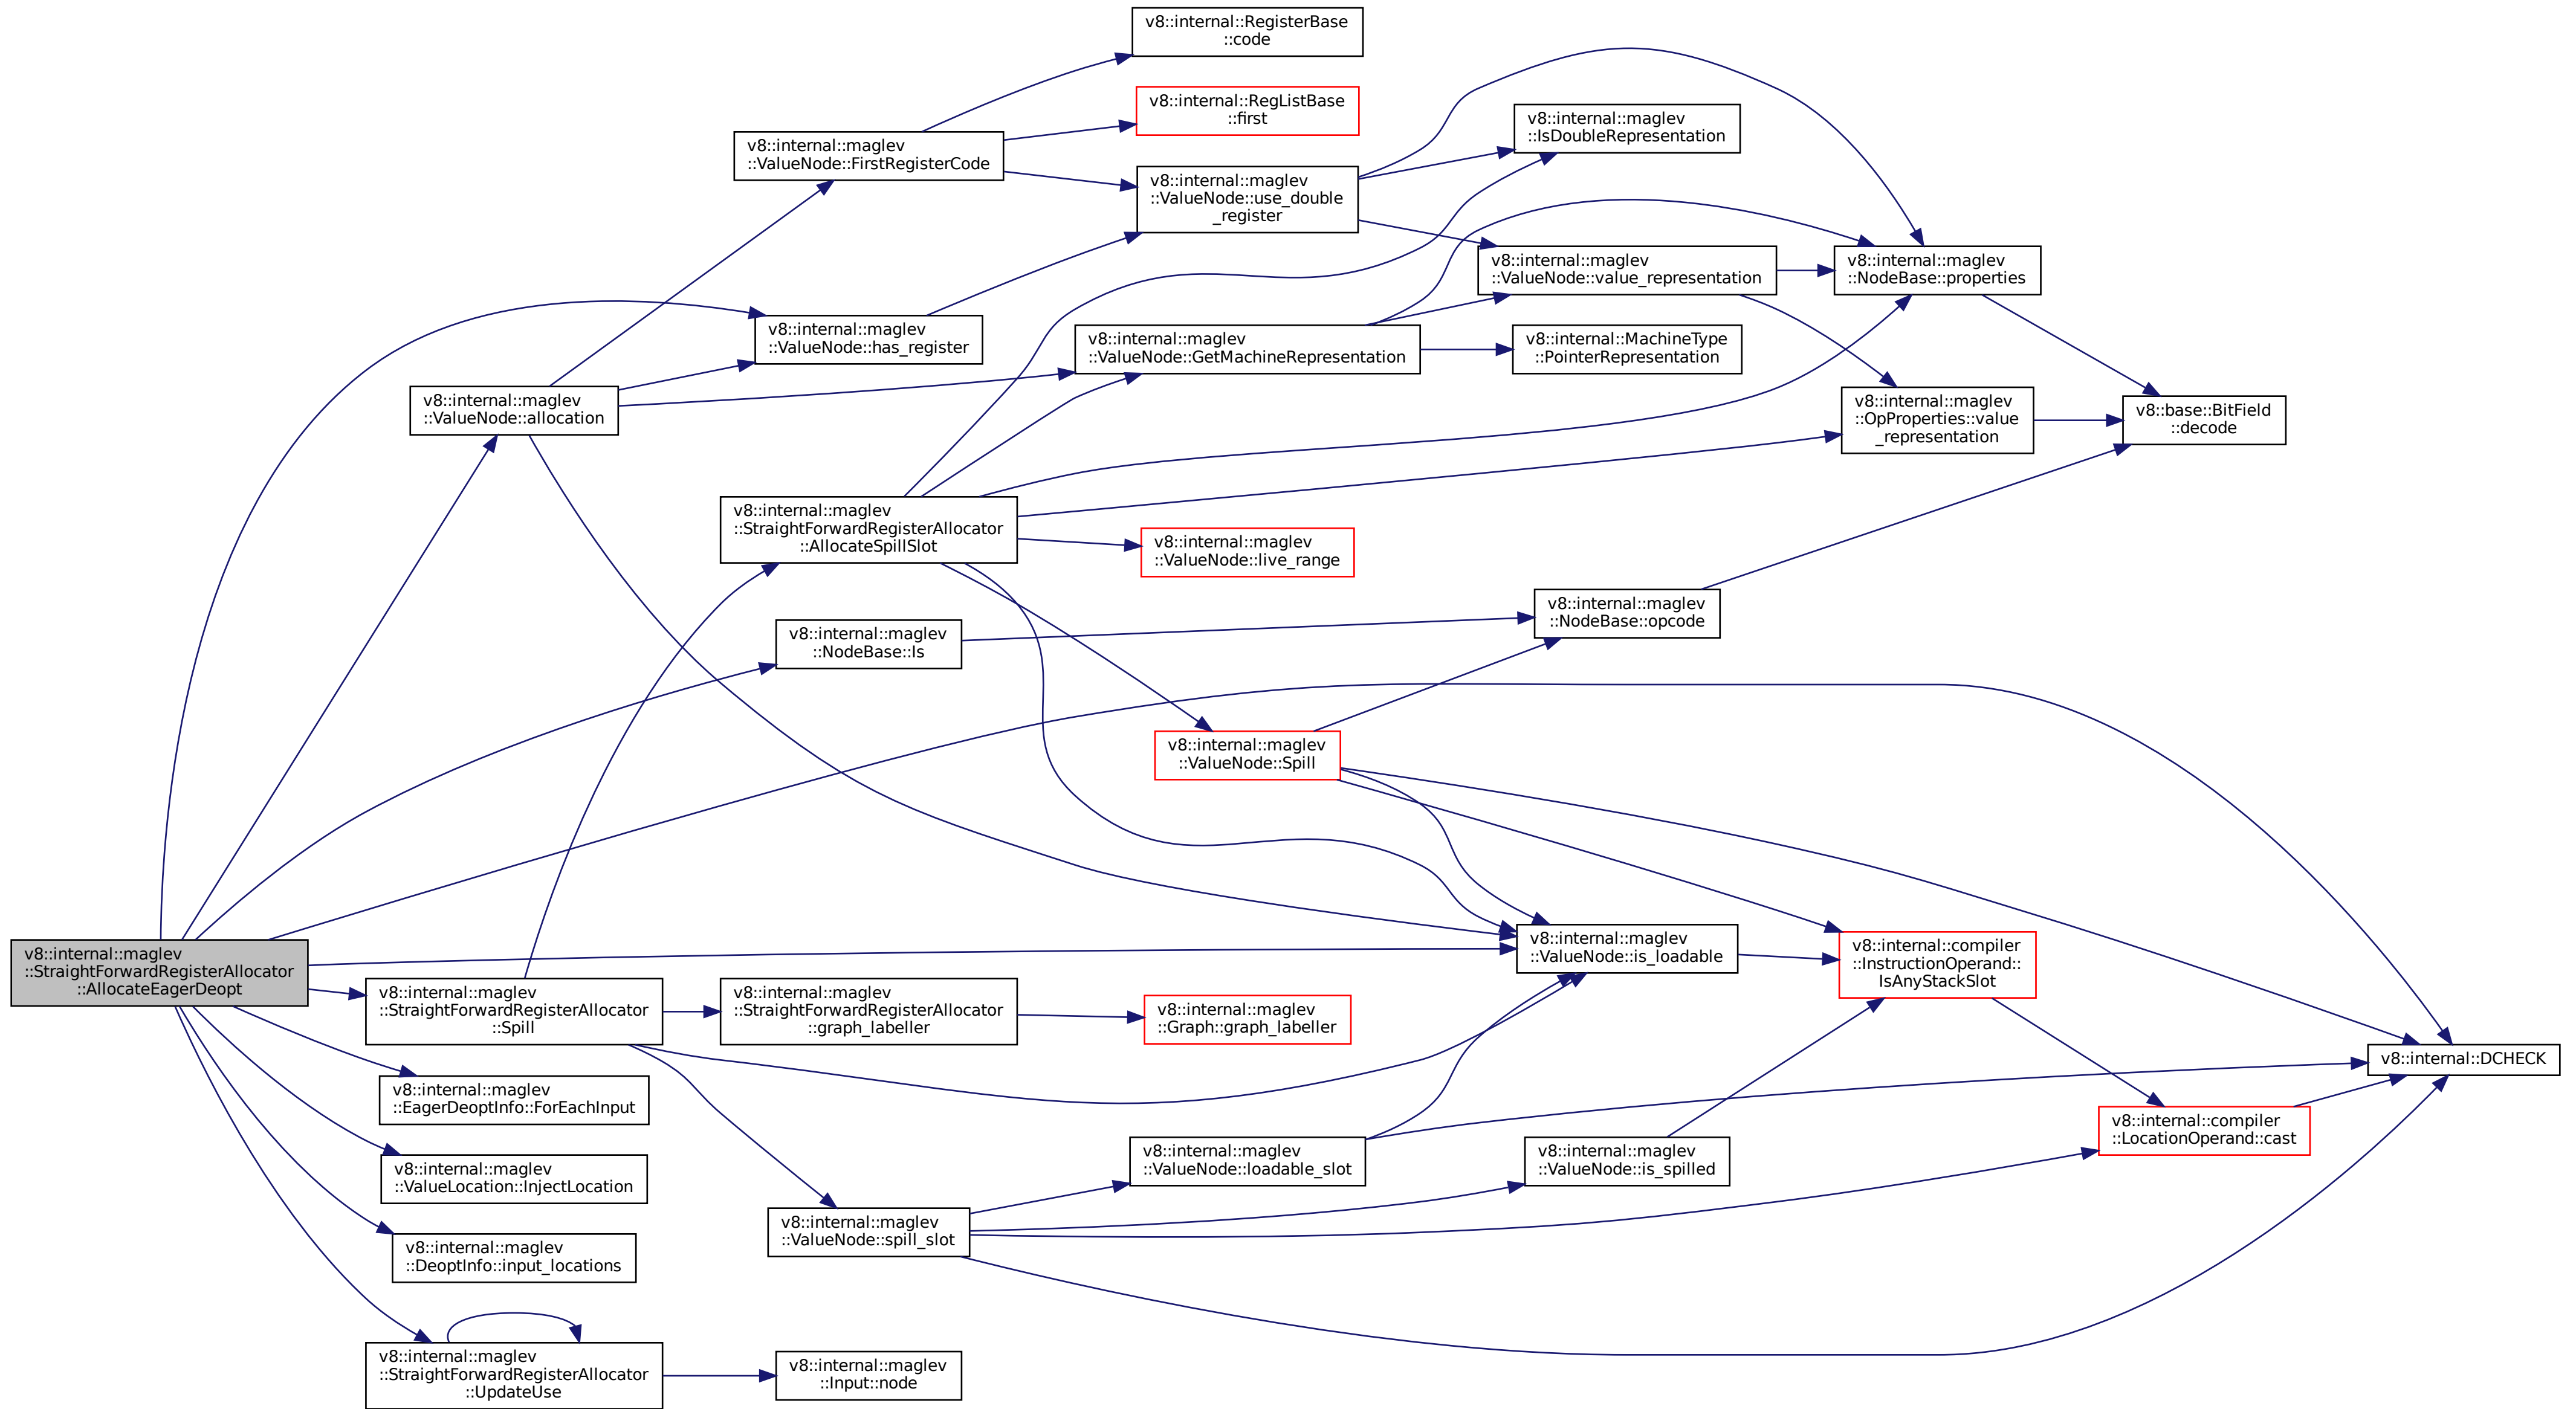 v8::internal::RegisterBase
::code
v8::internal::RegListBase
::first
v8::internal::maglev
::IsDoubleRepresentation
v8::internal::maglev
::ValueNode::FirstRegisterCode
v8::internal::maglev
::ValueNode::use_double
_register
v8::internal::maglev
::ValueNode::value_representation
v8::internal::maglev
::NodeBase::properties
v8::internal::maglev
::ValueNode::has_register
v8::internal::maglev
::ValueNode::GetMachineRepresentation
v8::internal::MachineType
::PointerRepresentation
v8::internal::maglev
::ValueNode::allocation
v8::internal::maglev
::OpProperties::value
_representation
v8::base::BitField
::decode
v8::internal::maglev
::StraightForwardRegisterAllocator
::AllocateSpillSlot
v8::internal::maglev
::ValueNode::live_range
v8::internal::maglev
::NodeBase::opcode
v8::internal::maglev
::NodeBase::Is
v8::internal::maglev
::ValueNode::Spill
v8::internal::maglev
::ValueNode::is_loadable
v8::internal::compiler
::InstructionOperand::
IsAnyStackSlot
v8::internal::maglev
::StraightForwardRegisterAllocator
::AllocateEagerDeopt
v8::internal::maglev
::StraightForwardRegisterAllocator
::Spill
v8::internal::maglev
::StraightForwardRegisterAllocator
::graph_labeller
v8::internal::maglev
::Graph::graph_labeller
v8::internal::DCHECK
v8::internal::maglev
::EagerDeoptInfo::ForEachInput
v8::internal::compiler
::LocationOperand::cast
v8::internal::maglev
::ValueNode::loadable_slot
v8::internal::maglev
::ValueNode::is_spilled
v8::internal::maglev
::ValueLocation::InjectLocation
v8::internal::maglev
::ValueNode::spill_slot
v8::internal::maglev
::DeoptInfo::input_locations
v8::internal::maglev
::StraightForwardRegisterAllocator
::UpdateUse
v8::internal::maglev
::Input::node